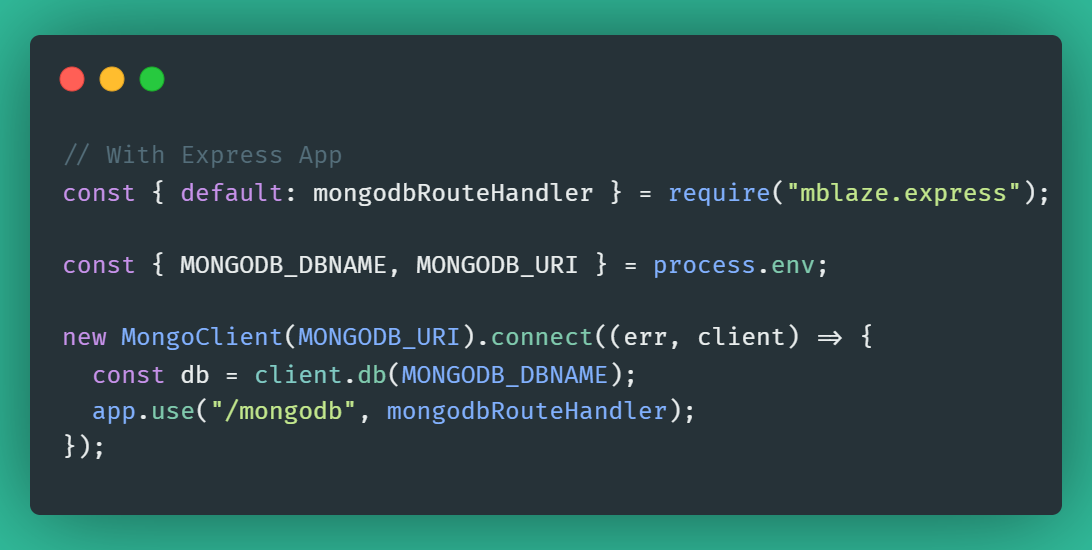 // With Express App
const { default: mongodbRouteHandler } = require("mblaze.express");
const { MONGODB_DBNAME, MONGODB_URI } = process.env;
new MongoClient(MONGODB_URI).connect((err, client) => {
  const db = client.db(MONGODB_DBNAME);
  app.use("/mongodb", mongodbRouteHandler);
});